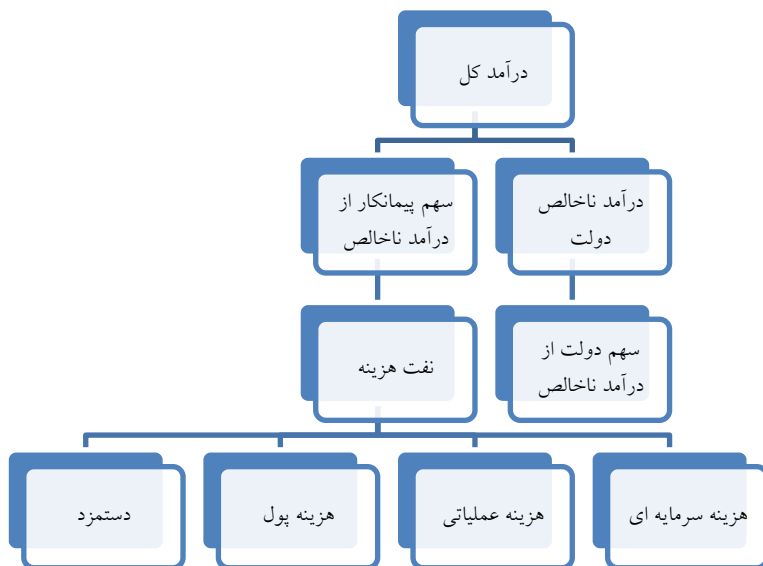 درآمد کل
درآمد ناخالص
دولت
سهم پیمانکار از
درآمد ناخالص
سهم دولت از
درآمد ناخالص
نفت هزینه
هزینه سرمایه ای
هزینه عملیاتی
هزینه پول
دستمزد